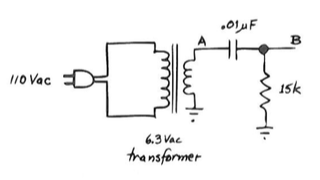 .01µF
A
B
110 Vac
15k
6.3 Vac
transformer